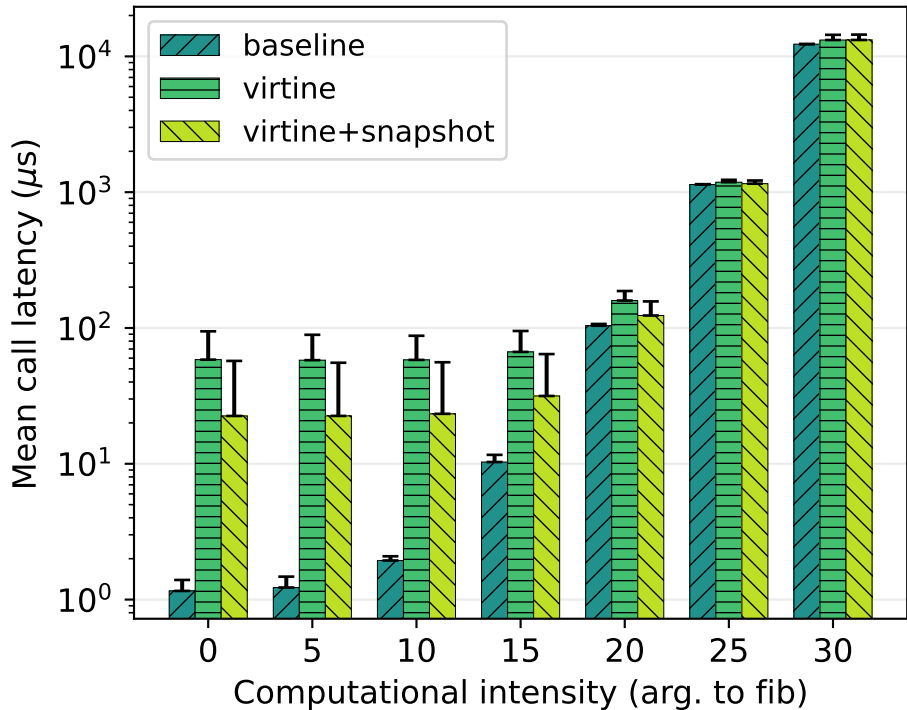 baseline
virtine
virtine+snapshot
Mean call latency (μs)
10⁴
10³
10²
10¹
10⁰
0 5 10 15 20 25 30
Computational intensity (arg. to fib)